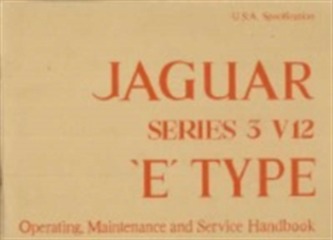 U.S.A. Specification
JAGUAR
SERIES 3 V12
‘E’ TYPE
Operating, Maintenance and Service Handbook